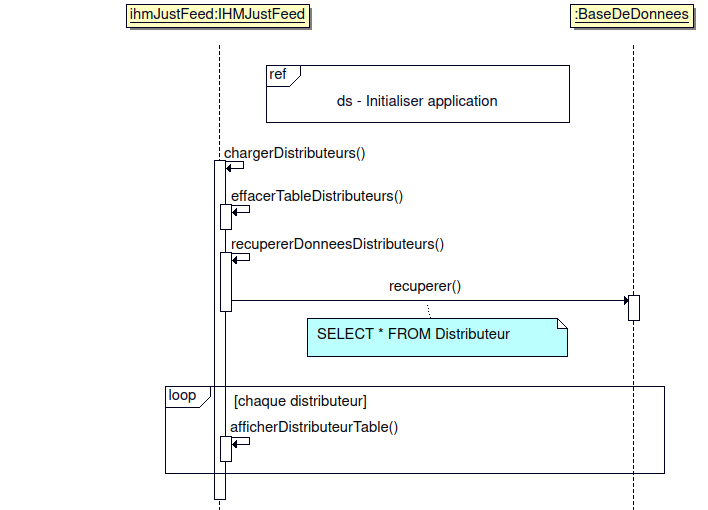 ihmJustFeed:IHMJustFeed
:BaseDeDonnees
ref
ds - Initialiser application
chargerDistributeurs()
effacerTableDistributeurs()
recupererDonneesDistributeurs()
recuperer()
SELECT * FROM Distributeur
loop
[chaque distributeur]
afficherDistributeurTable()